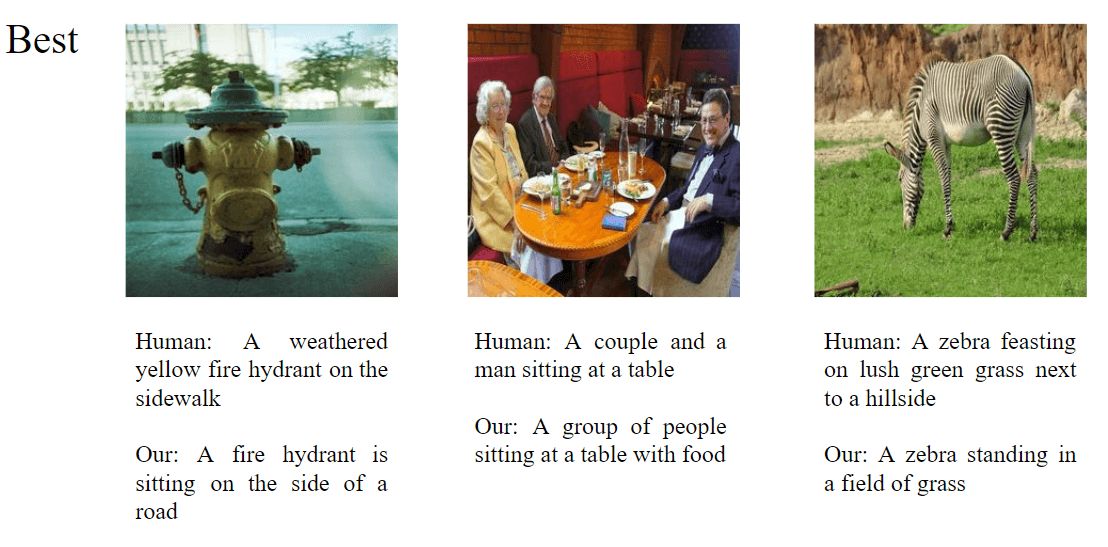 Best
Human: A weathered
yellow fire hydrant on the
sidewalk
Our: A fire hydrant is
sitting on the side of a
road
Human: A couple and a
man sitting at a table
Our: A group of people
sitting at a table with food
Human: A zebra feasting
on lush green grass next
to a hillside
Our: A zebra standing in
a field of grass